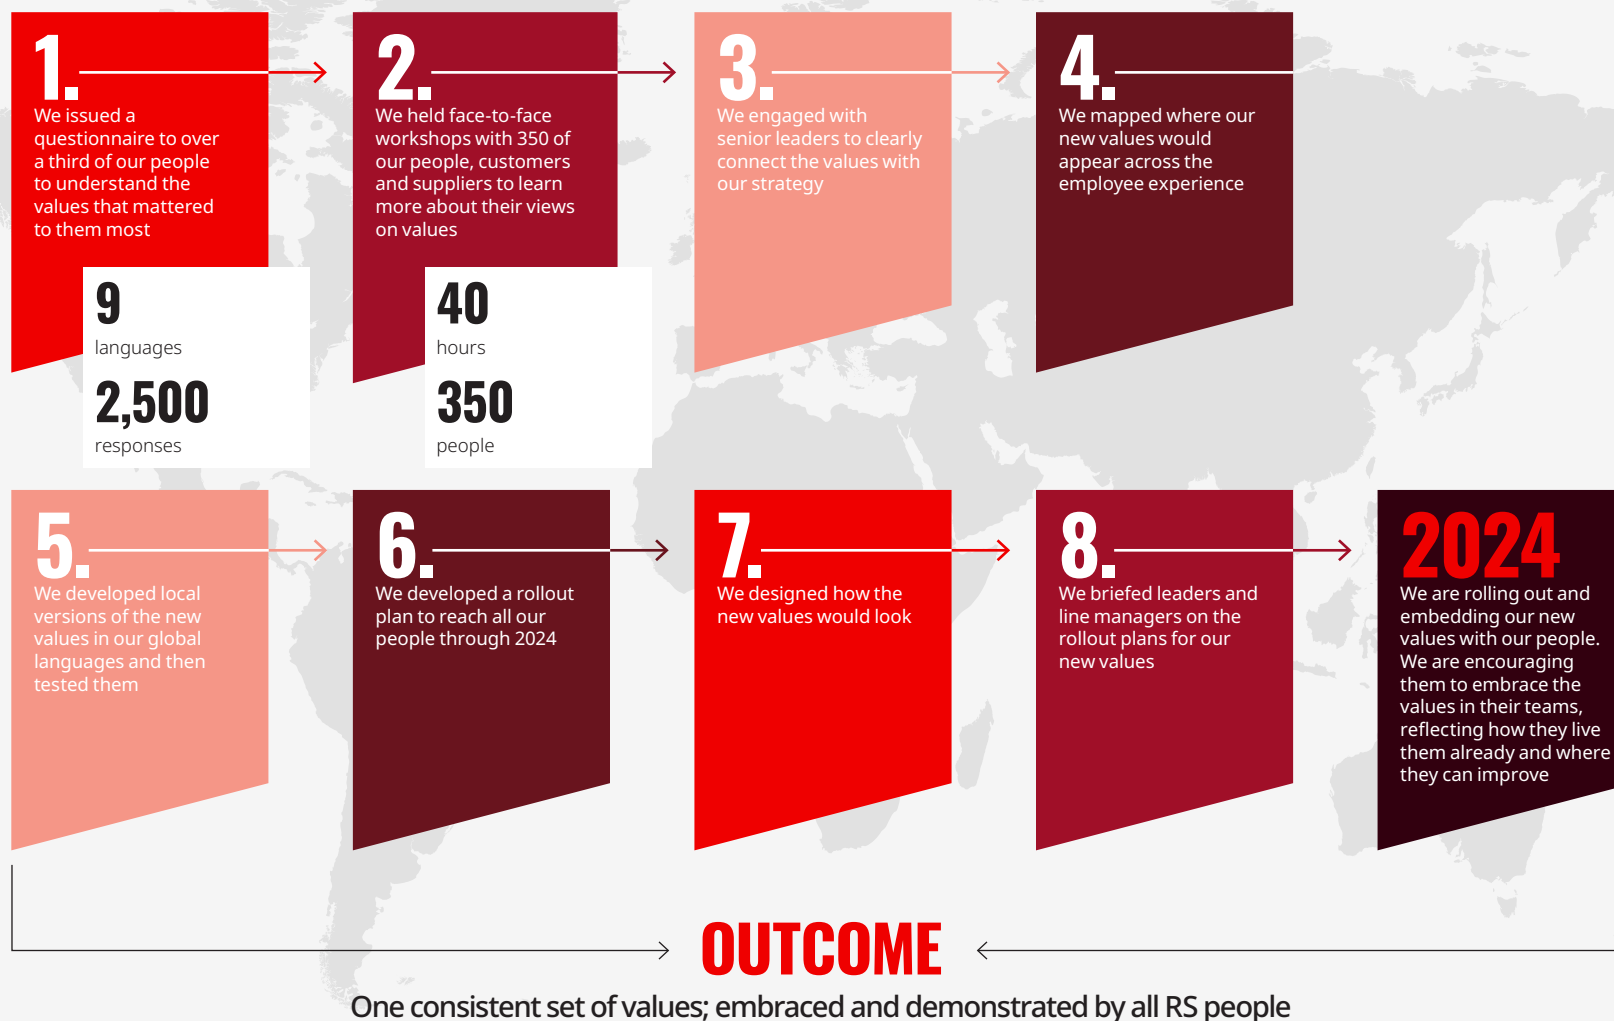 1.
We issued a
questionnaire to over
a third of our people
to understand the
values that mattered
to them most
9
languages
2,500
responses
2.
We held face-to-face
workshops with 350 of
our people, customers
and suppliers to learn
more about their views
on values
40
hours
350
people
3.
We engaged with
senior leaders to clearly
connect the values with
our strategy
4.
We mapped where our
new values would
appear across the
employee experience
5.
We developed local
versions of the new
values in our global
languages and then
tested them
6.
We developed a rollout
plan to reach all our
people through 2024
7.
We designed how the
new values would look
8.
We briefed leaders and
line managers on the
rollout plans for our
new values
2024
We are rolling out and
embedding our new
values with our people.
We are encouraging
them to embrace the
values in their teams,
reflecting how they live
them already and where
they can improve
OUTCOME
One consistent set of values; embraced and demonstrated by all RS people